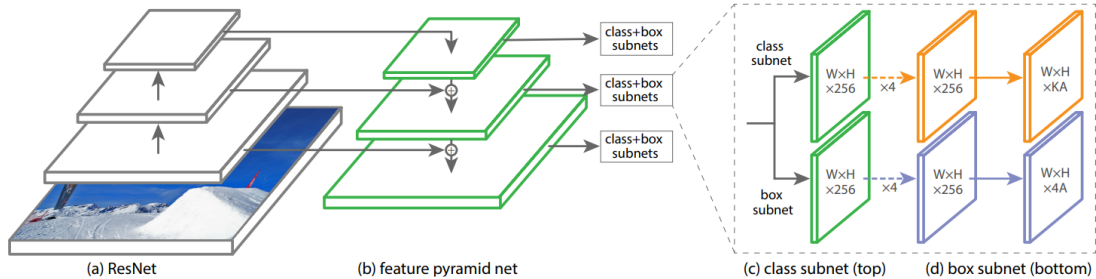 class+box
subnets
class+box
subnets
class+box
subnets
class
subnet
W×H
×256
×4
W×H
×256
W×H
×KA
box
subnet
W×H
×256
×4
W×H
×256
W×H
×4A
(a) ResNet
(b) feature pyramid net
(c) class subnet (top)
(d) box subnet (bottom)